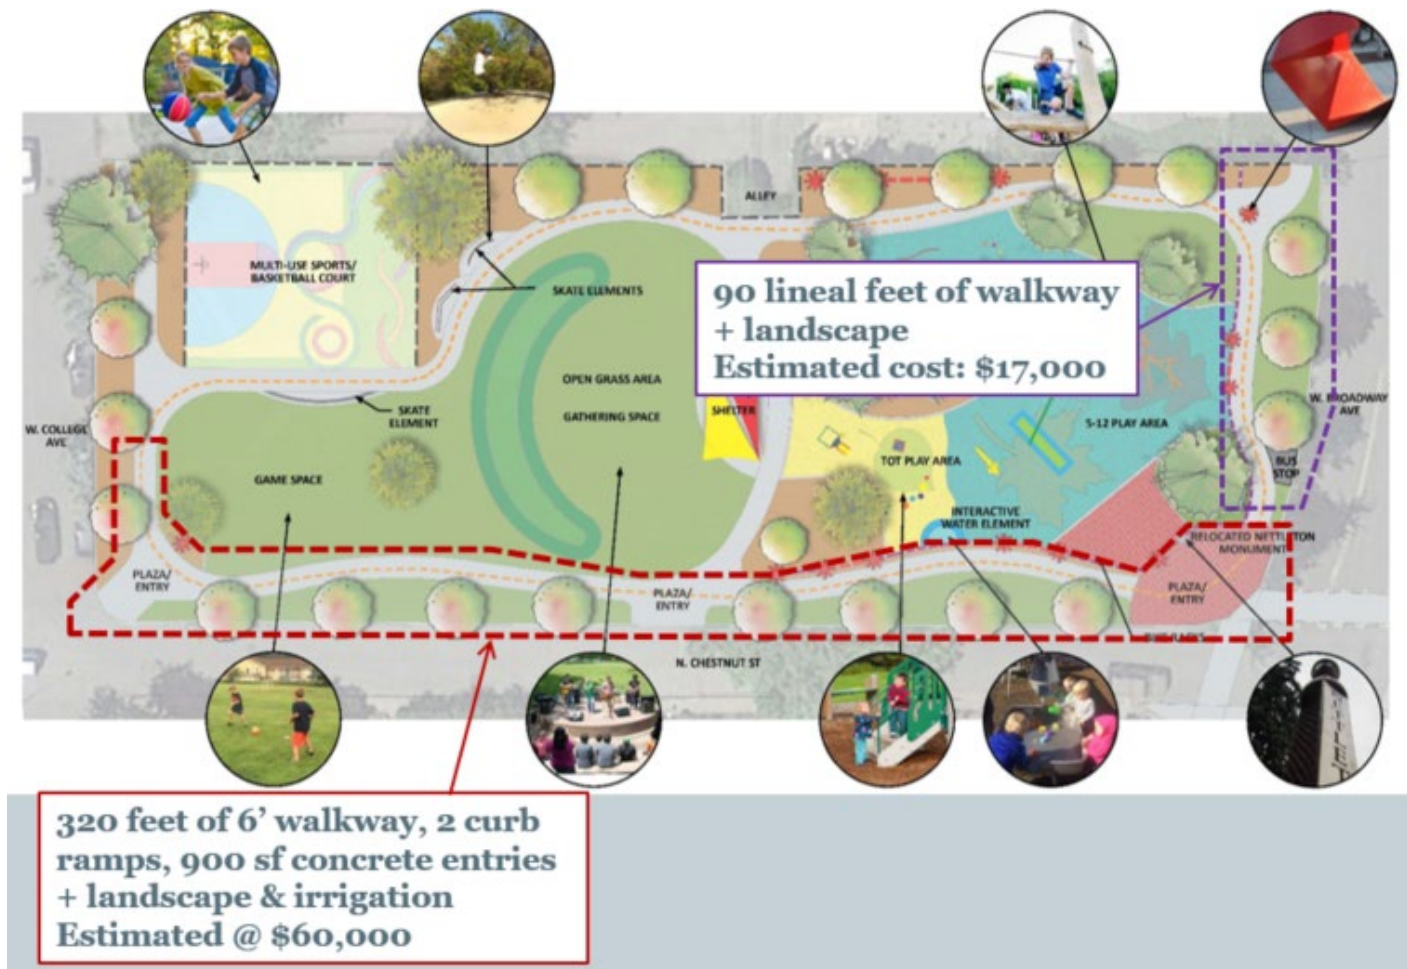 ALLEY
MULTI-USE SPORTS/
BASKETBALL COURT
SKATE ELEMENTS
90 lineal feet of walkway
+ landscape
Estimated cost: $17,000
OPEN GRASS AREA
GATHERING SPACE
SHELTER
SKATE
ELEMENT
W. COLLEGE
AVE
W. BROADWAY
AVE
5-12 PLAY AREA
TOT PLAY AREA
BUS
STOP
GAME SPACE
INTERACTIVE
WATER ELEMENT
RELOCATED NETTLETON
MONUMENT
PLAZA/
ENTRY
PLAZA/
ENTRY
PLAZA/
ENTRY
N. CHESTNUT ST
320 feet of 6’ walkway, 2 curb
ramps, 900 sf concrete entries
+ landscape & irrigation
Estimated @ $60,000